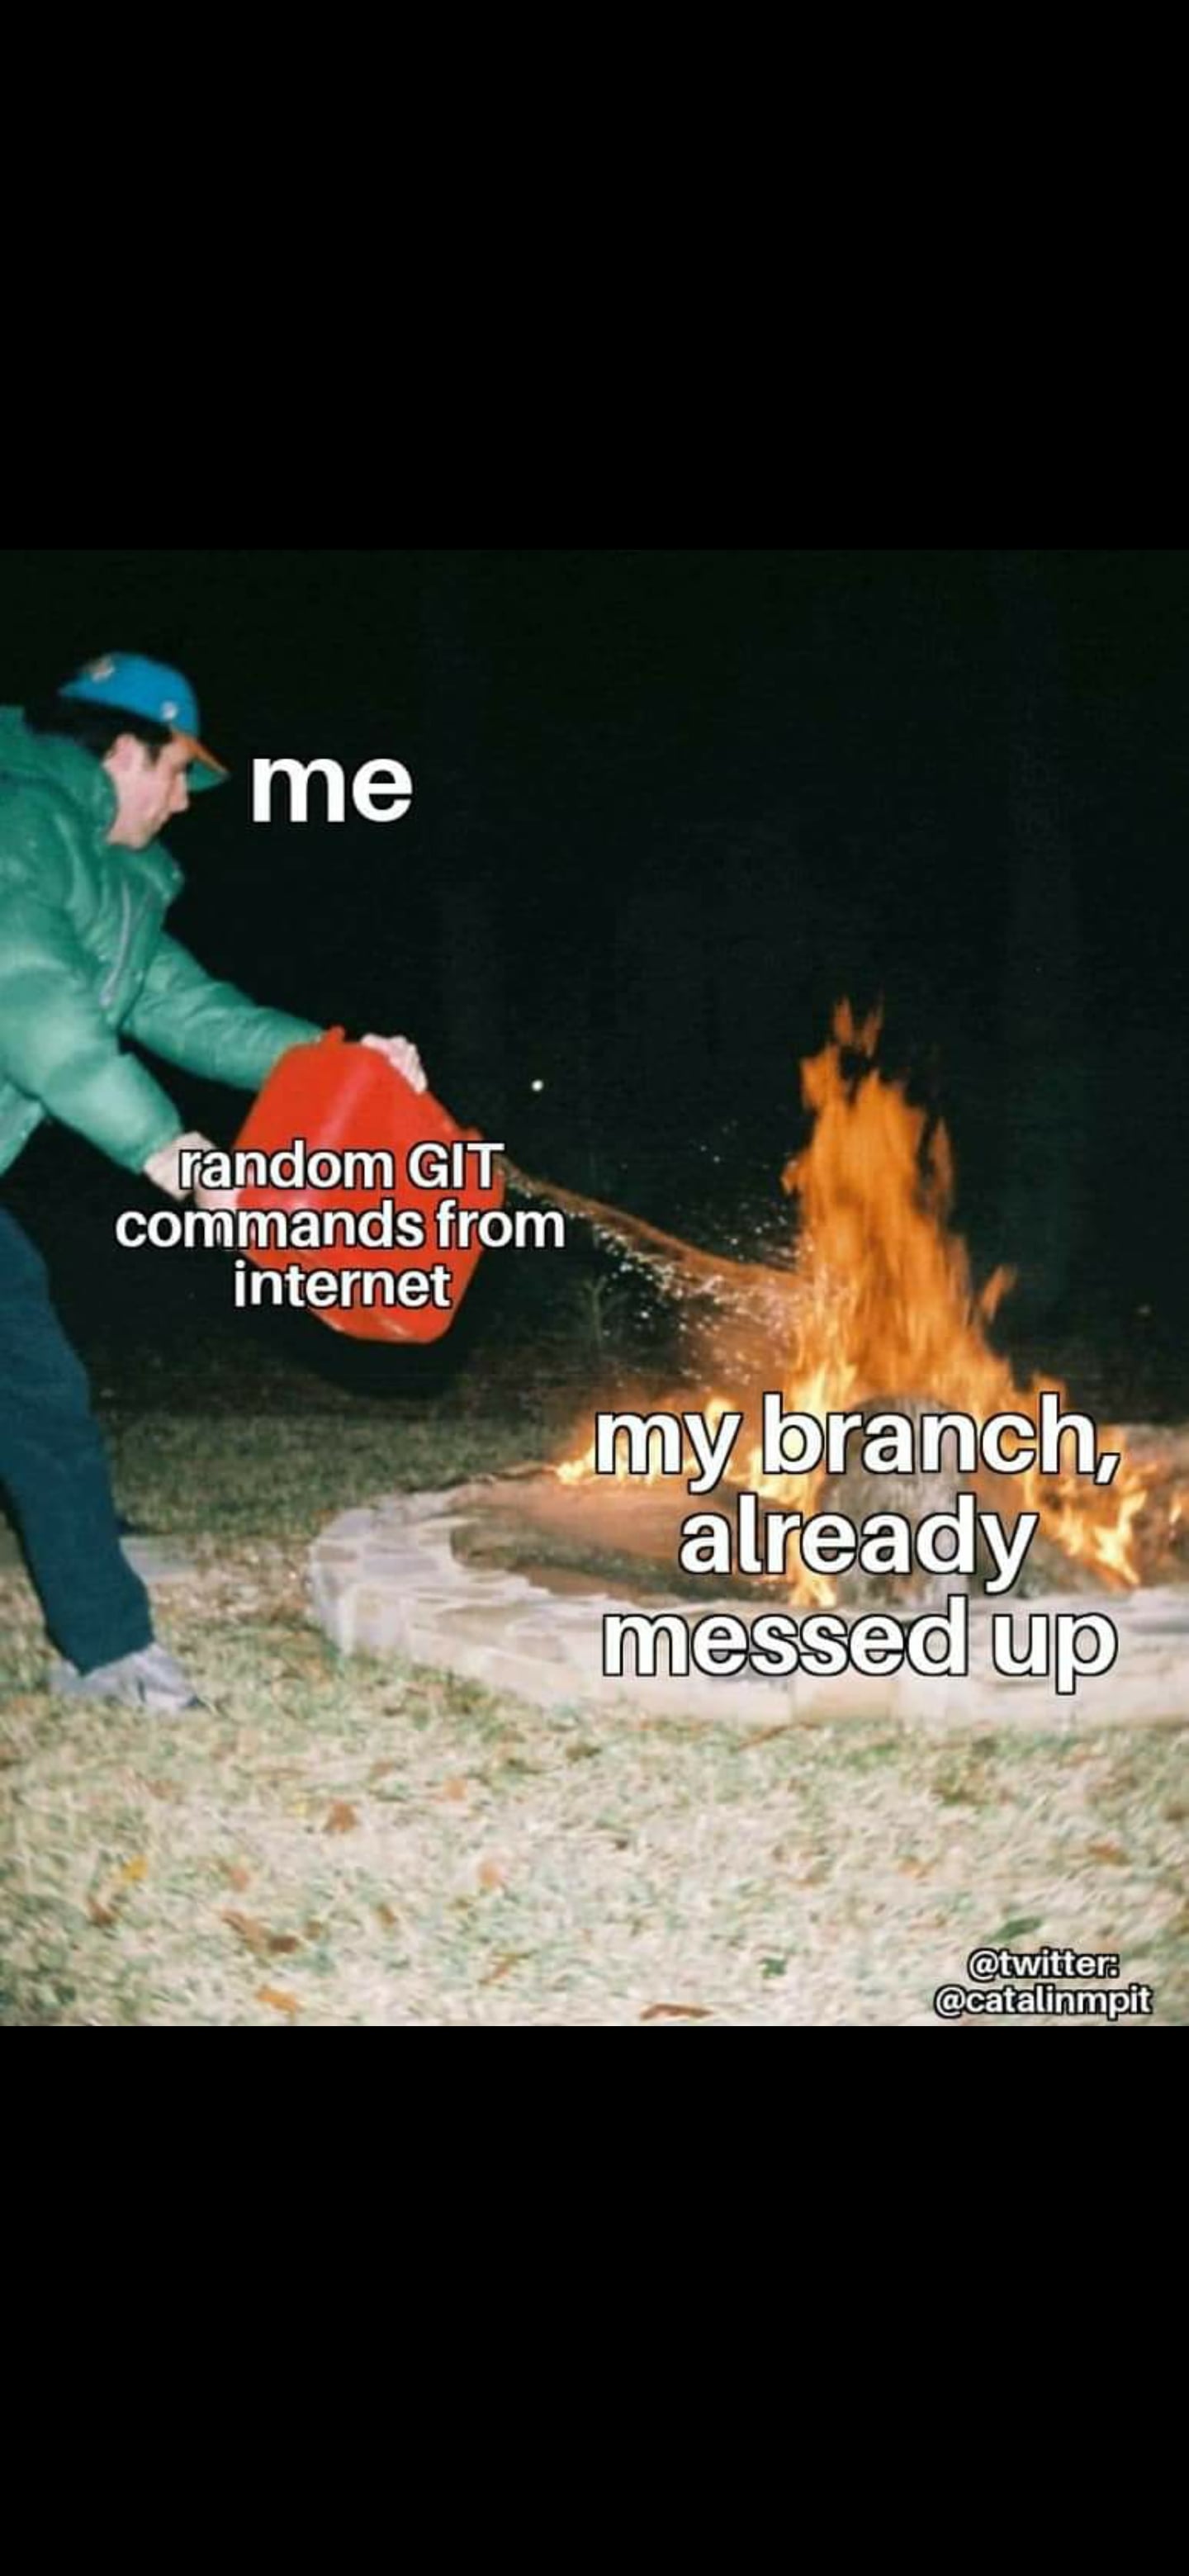 me
random GIT
commands from
internet
my branch,
already
messed up
@twitter:
@catalinmpit